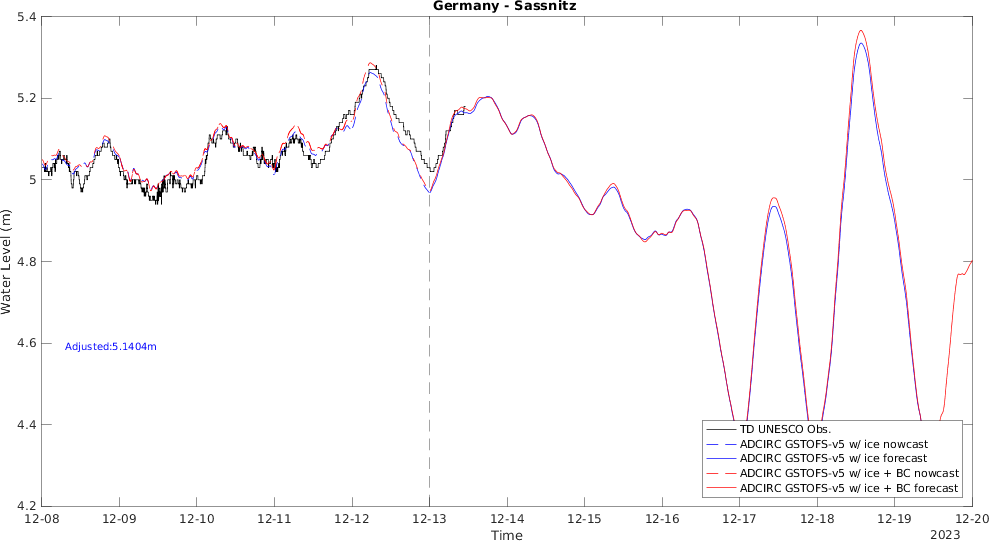 Germany - Sassnitz
5.4
5.2
5
4.8
4.6
4.4
4.2
Water Level (m)
Adjusted:5.1404m
TD UNESCO Obs.
ADCIRC GSTOFS-v5 w/ ice nowcast
ADCIRC GSTOFS-v5 w/ ice forecast
ADCIRC GSTOFS-v5 w/ ice + BC nowcast
ADCIRC GSTOFS-v5 w/ ice + BC forecast
12-08 12-09 12-10 12-11 12-12 12-13 12-14 12-15 12-16 12-17 12-18 12-19 12-20
Time
2023